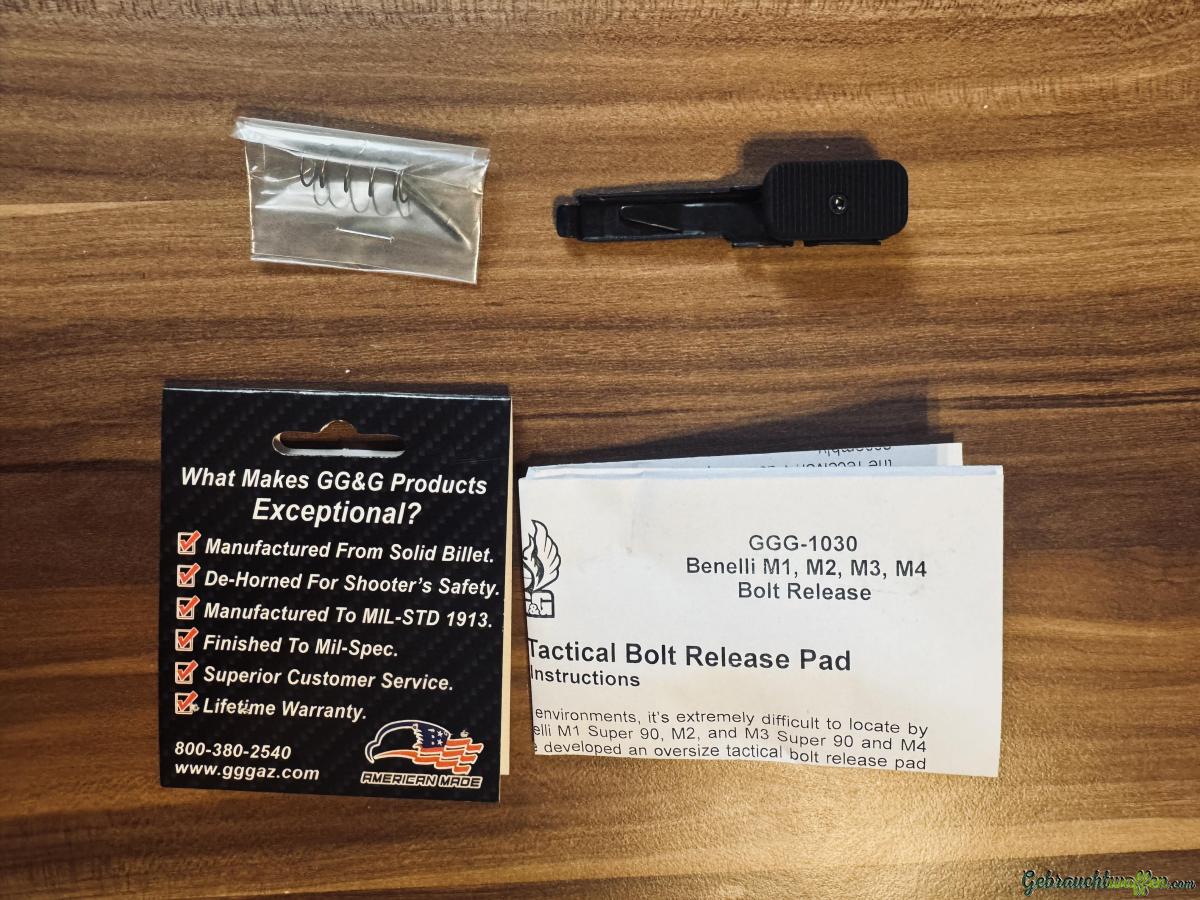 What Makes GG&G Products
Exceptional?
Manufactured From Solid Billet.
De-Horned For Shooter's Safety.
Manufactured To MIL-STD 1913.
Finished To Mil-Spec.
Superior Customer Service.
Lifetime Warranty.
800-380-2540
www.gggaz.com
AMERICAN MADE
assembly
GGG-1030
Benelli M1, M2, M3, M4
Bolt Release
&G
Tactical Bolt Release Pad
Instructions
environments, it's extremely difficult to locate by
elli M1 Super 90, M2, and M3 Super 90 and M4
e developed an oversize tactical bolt release pad
Gebrauchtwaffen.com